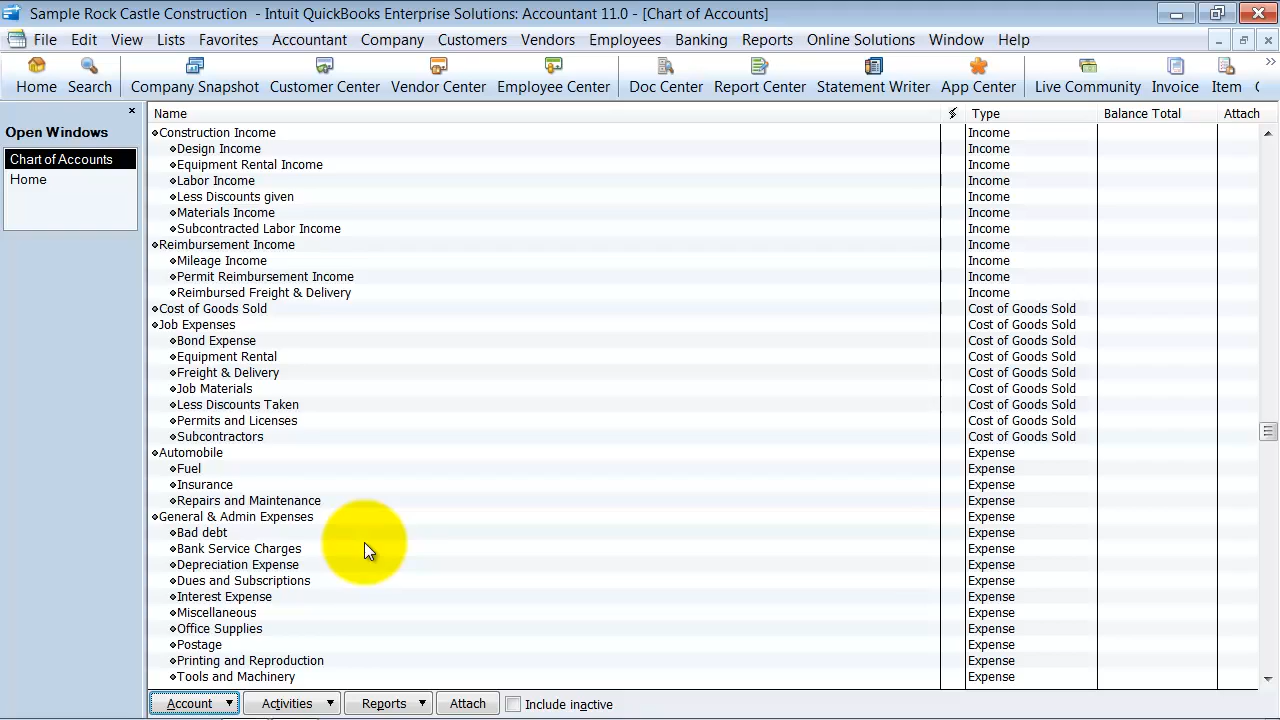 Sample Rock Castle Construction - Intuit QuickBooks Enterprise Solutions: Accountant 11.0 - [Chart of Accounts]
File Edit View Lists Favorites Accountant Company Customers Vendors Employees Banking Reports Online Solutions Window Help
Home Search Company Snapshot Customer Center Vendor Center Employee Center Doc Center Report Center Statement Writer App Center Live Community Invoice Item
Open Windows
Chart of Accounts
Home
Name Type Balance Total Attach
Construction Income Income
Design Income Income
Equipment Rental Income Income
Labor Income Income
Less Discounts given Income
Materials Income Income
Subcontracted Labor Income Income
Reimbursement Income Income
Mileage Income Income
Permit Reimbursement Income Income
Reimbursed Freight & Delivery Income
Cost of Goods Sold Cost of Goods Sold
Job Expenses Cost of Goods Sold
Bond Expense Cost of Goods Sold
Equipment Rental Cost of Goods Sold
Freight & Delivery Cost of Goods Sold
Job Materials Cost of Goods Sold
Less Discounts Taken Cost of Goods Sold
Permits and Licenses Cost of Goods Sold
Subcontractors Cost of Goods Sold
Automobile Expense
Fuel Expense
Insurance Expense
Repairs and Maintenance Expense
General & Admin Expenses Expense
Bad debt Expense
Bank Service Charges Expense
Depreciation Expense Expense
Dues and Subscriptions Expense
Interest Expense Expense
Miscellaneous Expense
Office Supplies Expense
Postage Expense
Printing and Reproduction Expense
Tools and Machinery Expense
Account Activities Reports Attach Include inactive